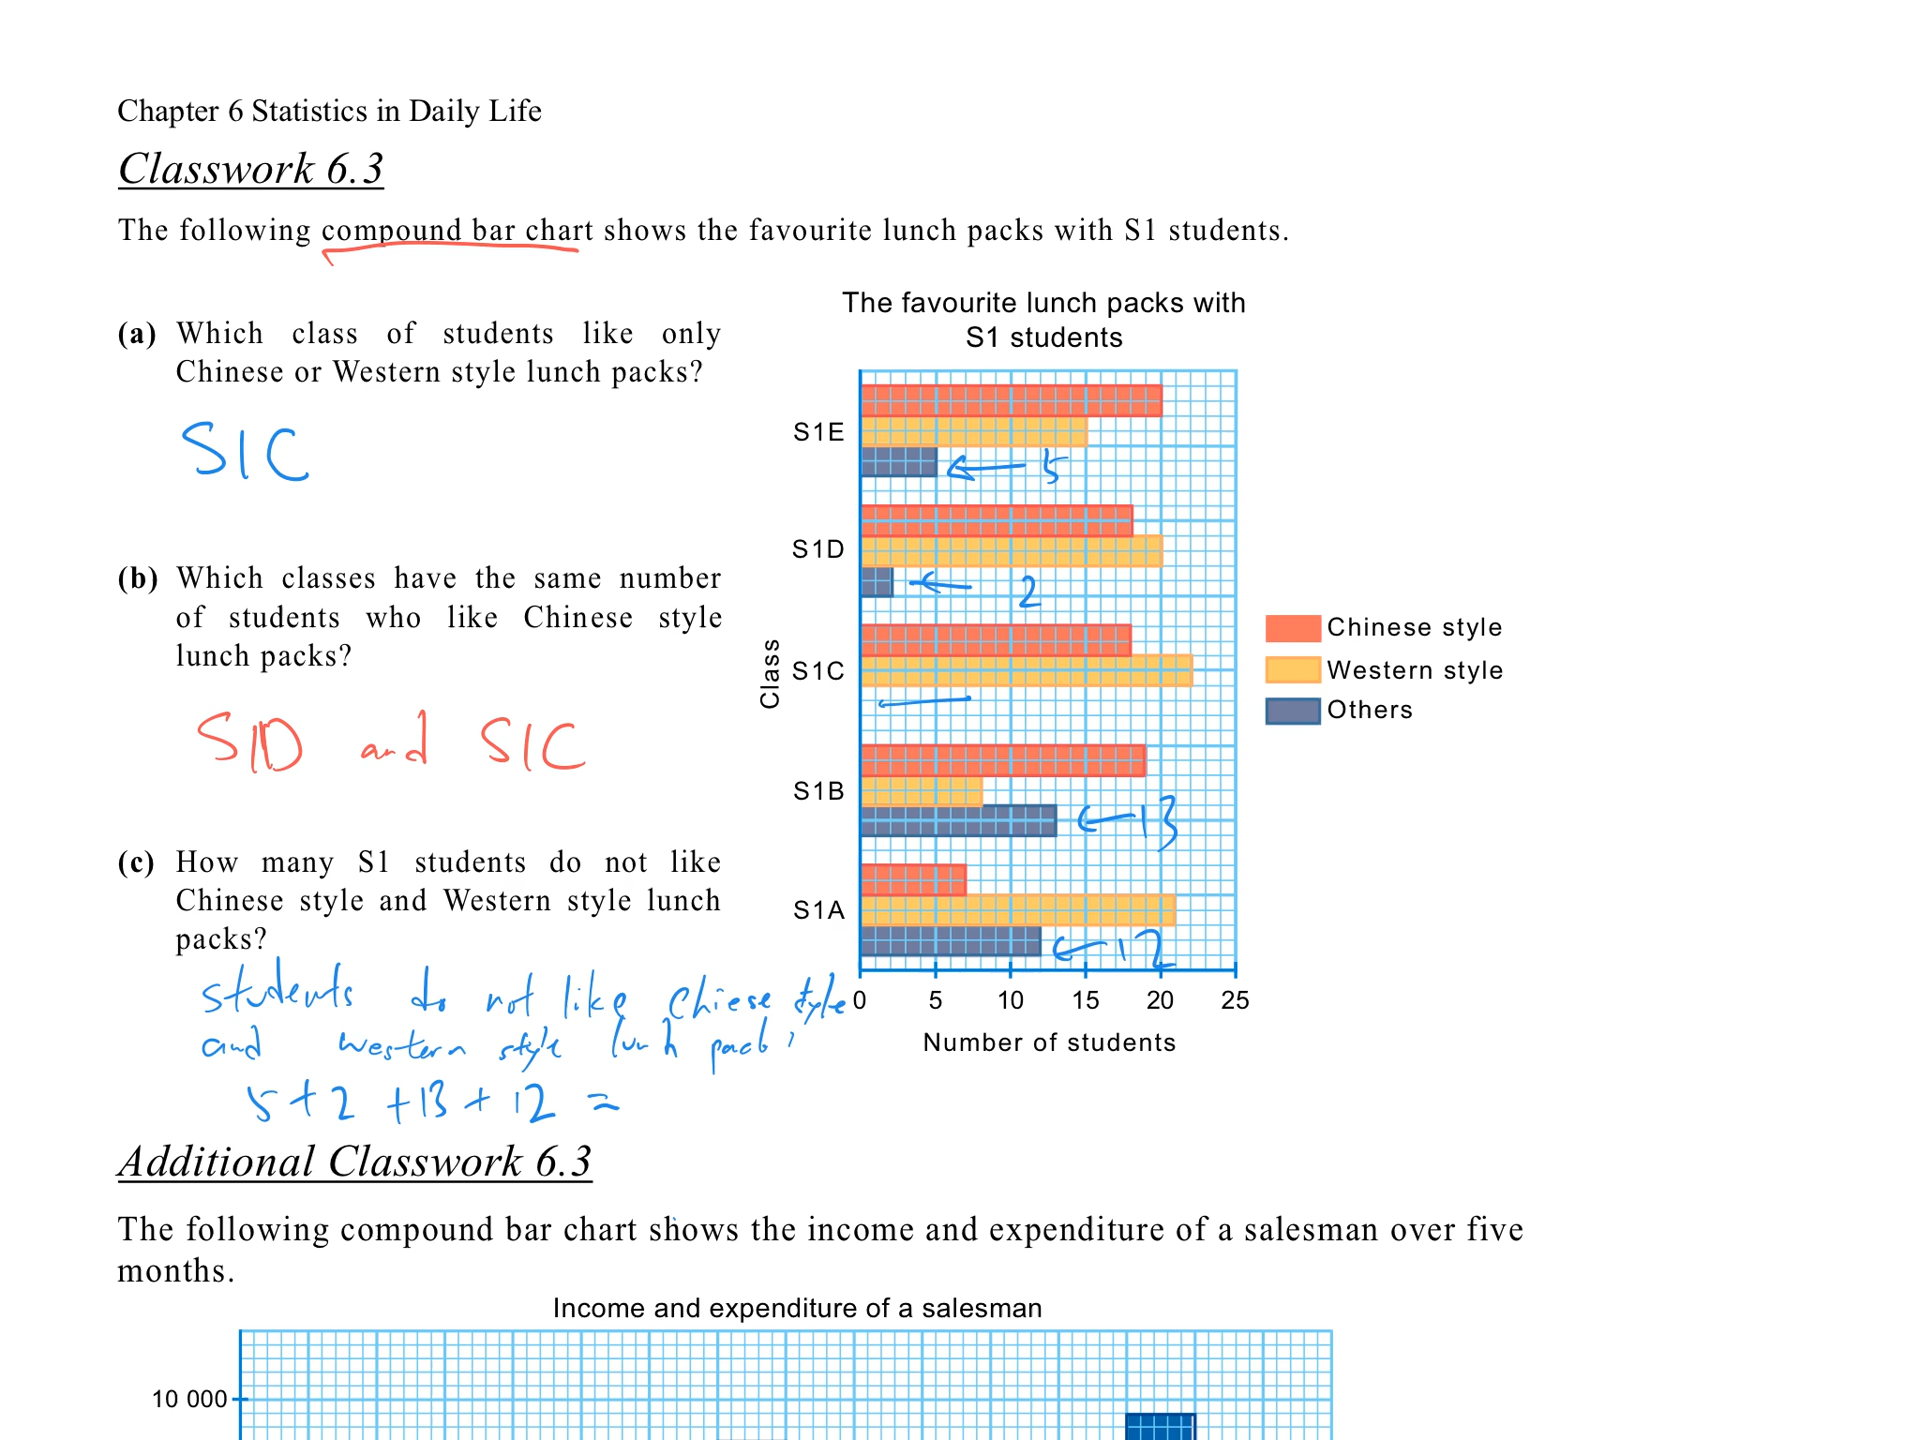 Chapter 6 Statistics in Daily Life
Classwork 6.3
The following compound bar chart shows the favourite lunch packs with S1 students.
(a) Which class of students like only
Chinese or Western style lunch packs?
S1C
(b) Which classes have the same number
of students who like Chinese style
lunch packs?
S1D and S1C
(c) How many S1 students do not like
Chinese style and Western style lunch
packs?
students do not like Chiese style
and western style lunch pack
5 + 2 + 13 + 12 =
The favourite lunch packs with
S1 students
S1E
5
S1D
2
Class
S1C
S1B
13
S1A
12
0 5 10 15 20 25
Number of students
Chinese style
Western style
Others
Additional Classwork 6.3
The following compound bar chart shows the income and expenditure of a salesman over five
months.
Income and expenditure of a salesman
10 000